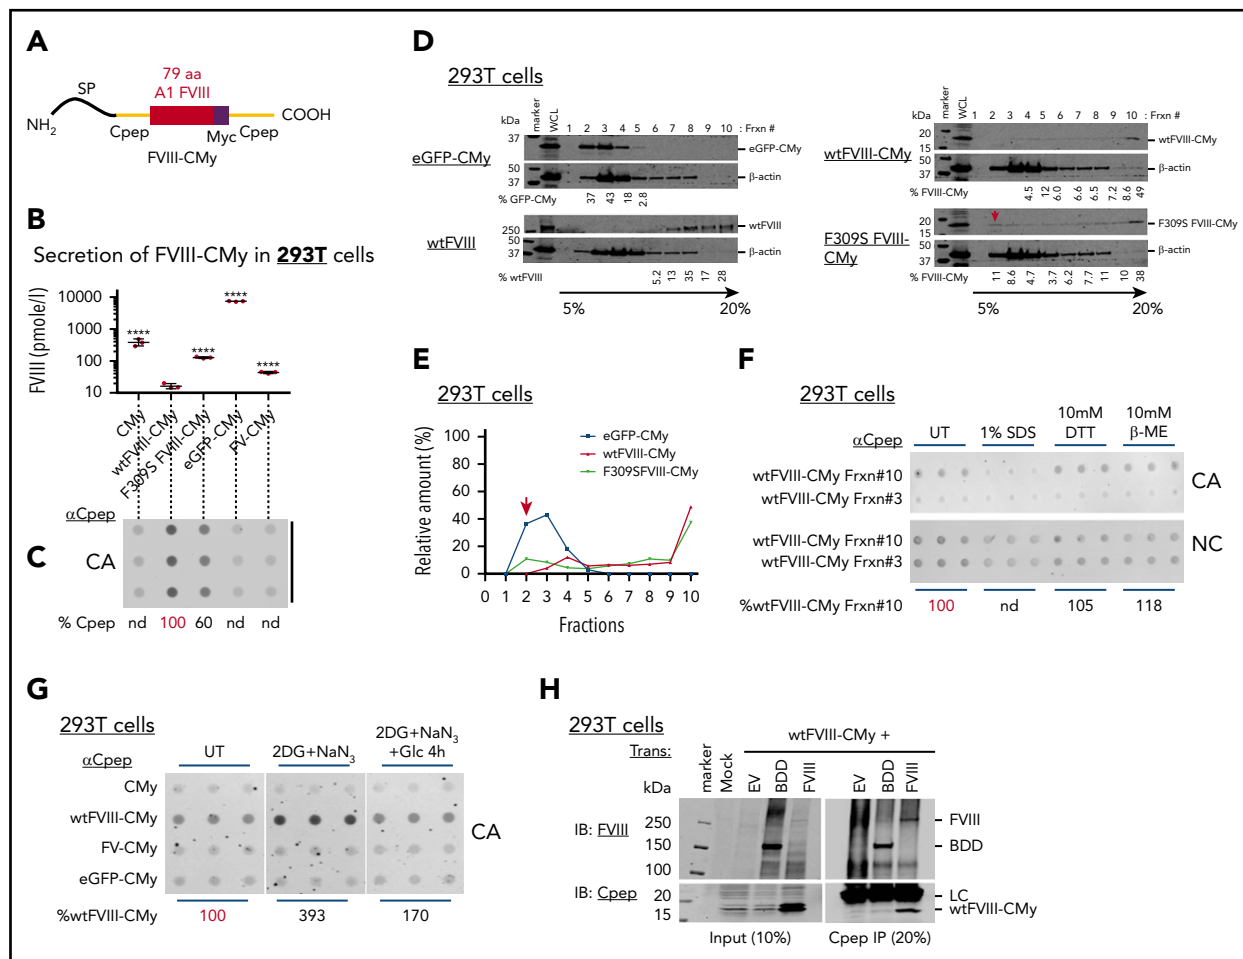 A
79 aa
A1 FVIII
SP
NH2
COOH
Cpep
Myc
Cpep
FVIII-CMy
B
Secretion of FVIII-CMy in 293T cells
FVIII (pmole/l)
10000
1000
100
10
**** **** **** ****
CMy
wtFVIII-CMy
F309S FVIII-CMy
eGFP-CMy
FV-CMy
C
αCpep
CA
% Cpep nd 100 60 nd nd
D
293T cells
kDa marker WCL 1 2 3 4 5 6 7 8 9 10 : Frxn #
37
eGFP-CMy
eGFP-CMy
50
37
β-actin
% GFP-CMy 37 43 18 2.8
wtFVIII
250
wtFVIII
50
37
β-actin
% wtFVIII 5.2 13 35 17 28
5% 20%
kDa marker WCL 1 2 3 4 5 6 7 8 9 10 : Frxn #
20
15
wtFVIII-CMy
wtFVIII-CMy
50
37
β-actin
% FVIII-CMy 4.5 12 6.0 6.6 6.5 7.2 8.6 49
20
15
F309S FVIII-CMy
F309S FVIII-
CMy
50
37
β-actin
% FVIII-CMy 11 8.6 4.7 3.7 6.2 7.7 11 10 38
5% 20%
E
293T cells
Relative amount (%)
100
80
60
40
20
0
eGFP-CMy
wtFVIII-CMy
F309SFVIII-CMy
0 1 2 3 4 5 6 7 8 9 10
Fractions
F
293T cells
αCpep UT 1% SDS 10mM DTT 10mM β-ME
wtFVIII-CMy Frxn#10
wtFVIII-CMy Frxn#3
CA
wtFVIII-CMy Frxn#10
wtFVIII-CMy Frxn#3
NC
%wtFVIII-CMy Frxn#10 100 nd 105 118
G
293T cells
αCpep UT 2DG+NaN3 2DG+NaN3 +Glc 4h
CMy
wtFVIII-CMy
FV-CMy
eGFP-CMy
CA
%wtFVIII-CMy 100 393 170
H
293T cells
wtFVIII-CMy +
Trans:
kDa marker Mock EV BDD FVIII EV BDD FVIII
IB: FVIII
250
150
100
FVIII
BDD
IB: Cpep
20
15
LC
wtFVIII-CMy
Input (10%) Cpep IP (20%)